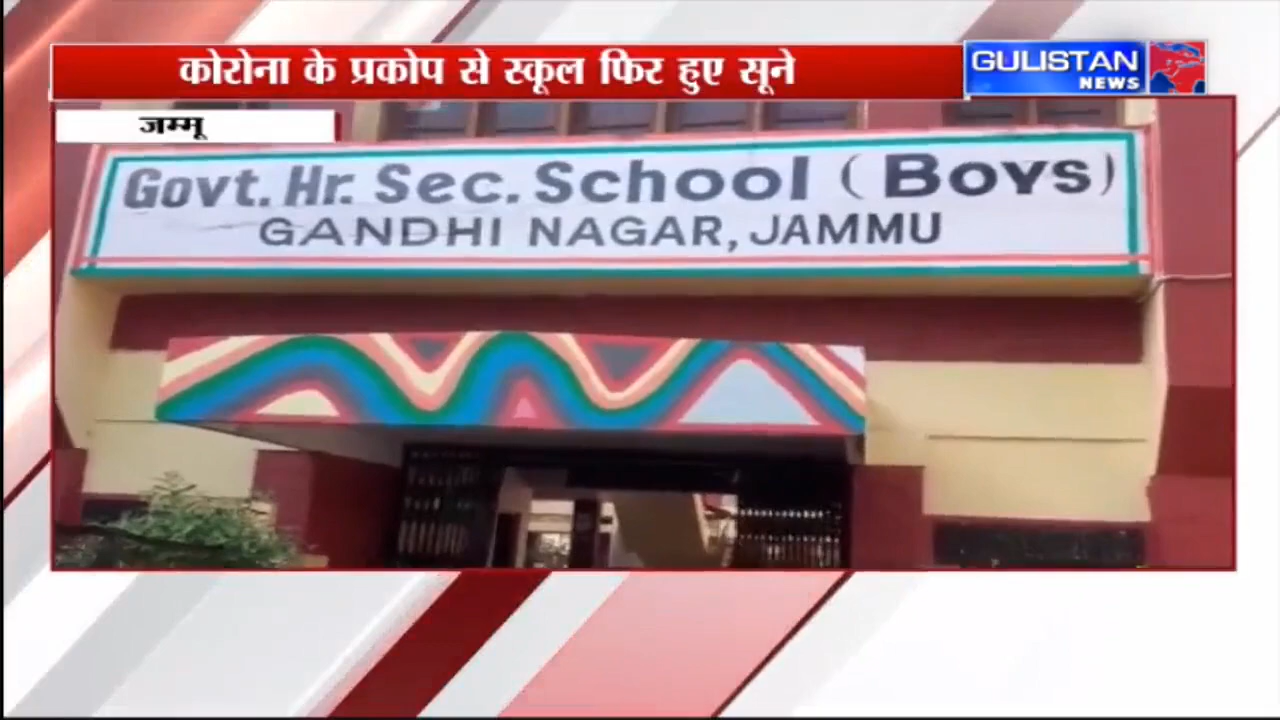 कोरोना के प्रकोप से स्कूल फिर हुए सूने
GULISTAN
NEWS
जम्मू
Govt. Hr. Sec. School (Boys)
GANDHI NAGAR, JAMMU